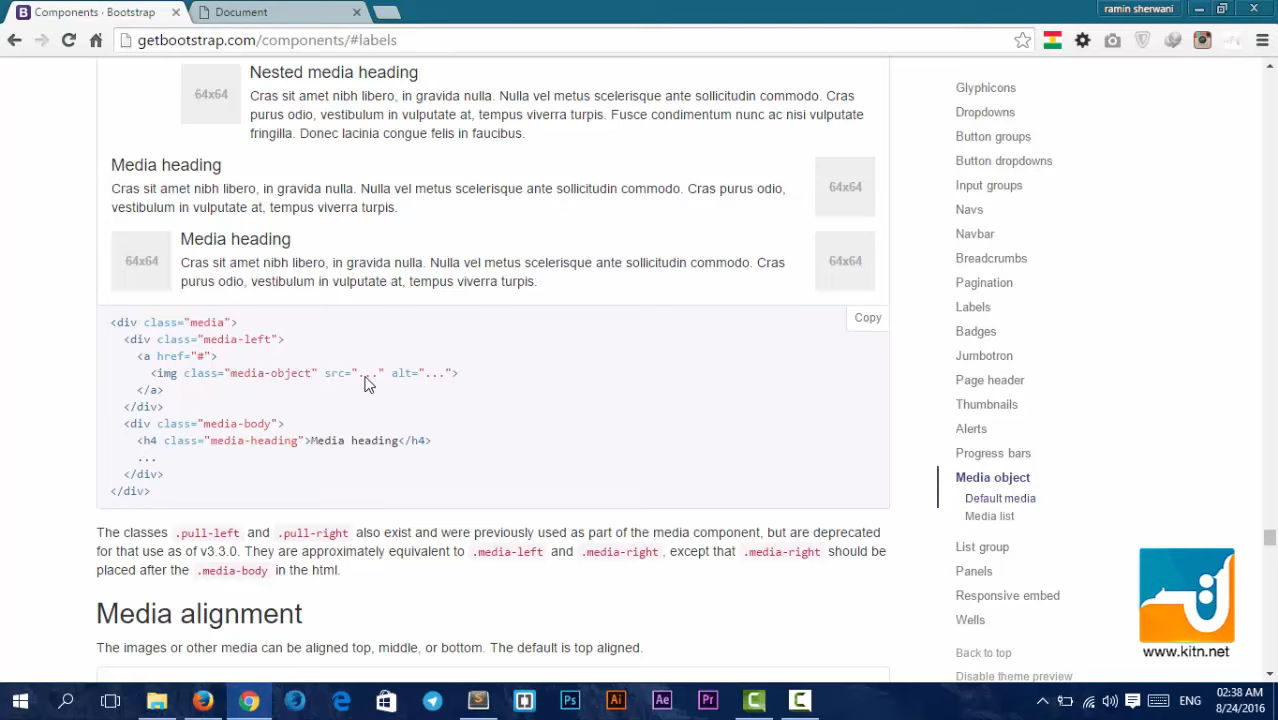 Components · Bootstrap
Document
ramin sherwani
getbootstrap.com/components/#labels
64x64
Nested media heading
Cras sit amet nibh libero, in gravida nulla. Nulla vel metus scelerisque ante sollicitudin commodo. Cras
purus odio, vestibulum in vulputate at, tempus viverra turpis. Fusce condimentum nunc ac nisi vulputate
fringilla. Donec lacinia congue felis in faucibus.
Media heading
Cras sit amet nibh libero, in gravida nulla. Nulla vel metus scelerisque ante sollicitudin commodo. Cras purus odio,
vestibulum in vulputate at, tempus viverra turpis.
64x64
64x64
Media heading
Cras sit amet nibh libero, in gravida nulla. Nulla vel metus scelerisque ante sollicitudin commodo. Cras
purus odio, vestibulum in vulputate at, tempus viverra turpis.
64x64
Copy
<div class="media">
<div class="media-left">
<a href="#">
<img class="media-object" src="..." alt="...">
</a>
</div>
<div class="media-body">
<h4 class="media-heading">Media heading</h4>
...
</div>
</div>
The classes .pull-left and .pull-right also exist and were previously used as part of the media component, but are deprecated
for that use as of v3.3.0. They are approximately equivalent to .media-left and .media-right, except that .media-right should be
placed after the .media-body in the html.
Media alignment
The images or other media can be aligned top, middle, or bottom. The default is top aligned.
Glyphicons
Dropdowns
Button groups
Button dropdowns
Input groups
Navs
Navbar
Breadcrumbs
Pagination
Labels
Badges
Jumbotron
Page header
Thumbnails
Alerts
Progress bars
Media object
Default media
Media list
List group
Panels
Responsive embed
Wells
Back to top
Disable theme preview
www.kitn.net
Ps
Ai
Ae
Pr
ENG
02:38 AM
8/24/2016